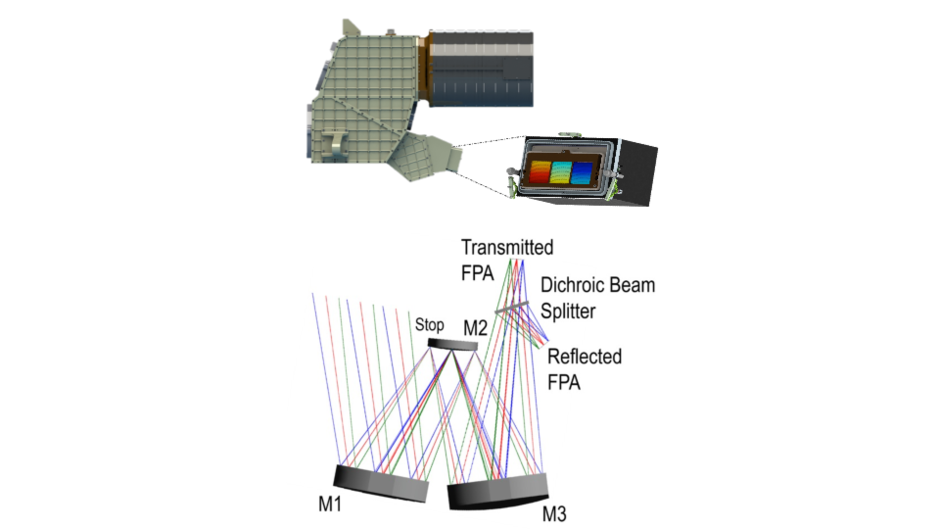 Transmitted
FPA
Dichroic Beam
Splitter
Stop
M2
Reflected
FPA
M1
M3